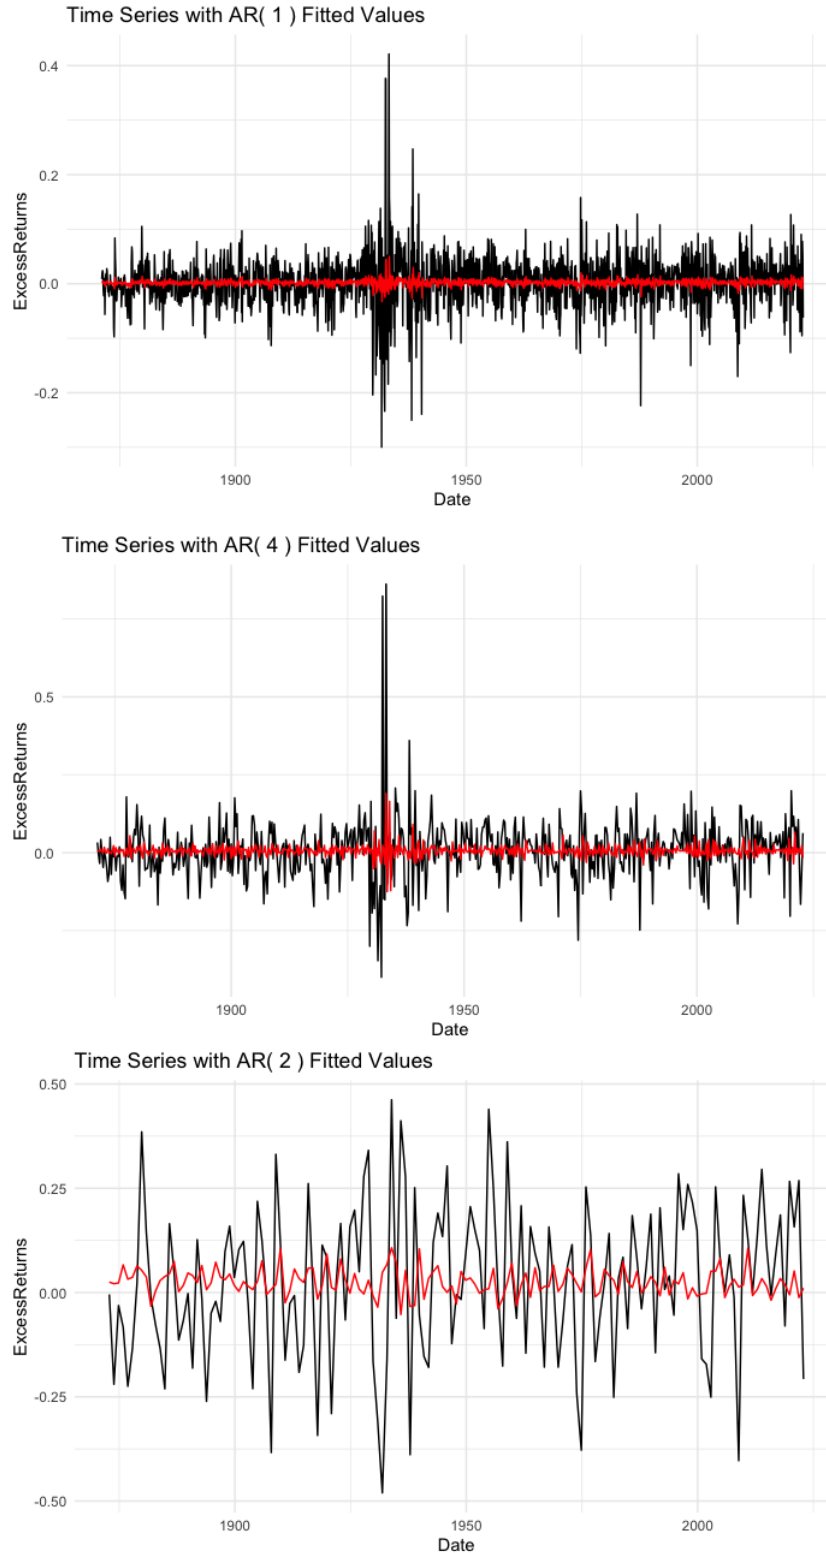 Time Series with AR( 1 ) Fitted Values
0.4
0.2
0.0
-0.2
ExcessReturns
1900 1950 2000
Date
Time Series with AR( 4 ) Fitted Values
0.5
0.0
ExcessReturns
1900 1950 2000
Date
Time Series with AR( 2 ) Fitted Values
0.50
0.25
0.00
-0.25
-0.50
ExcessReturns
1900 1950 2000
Date